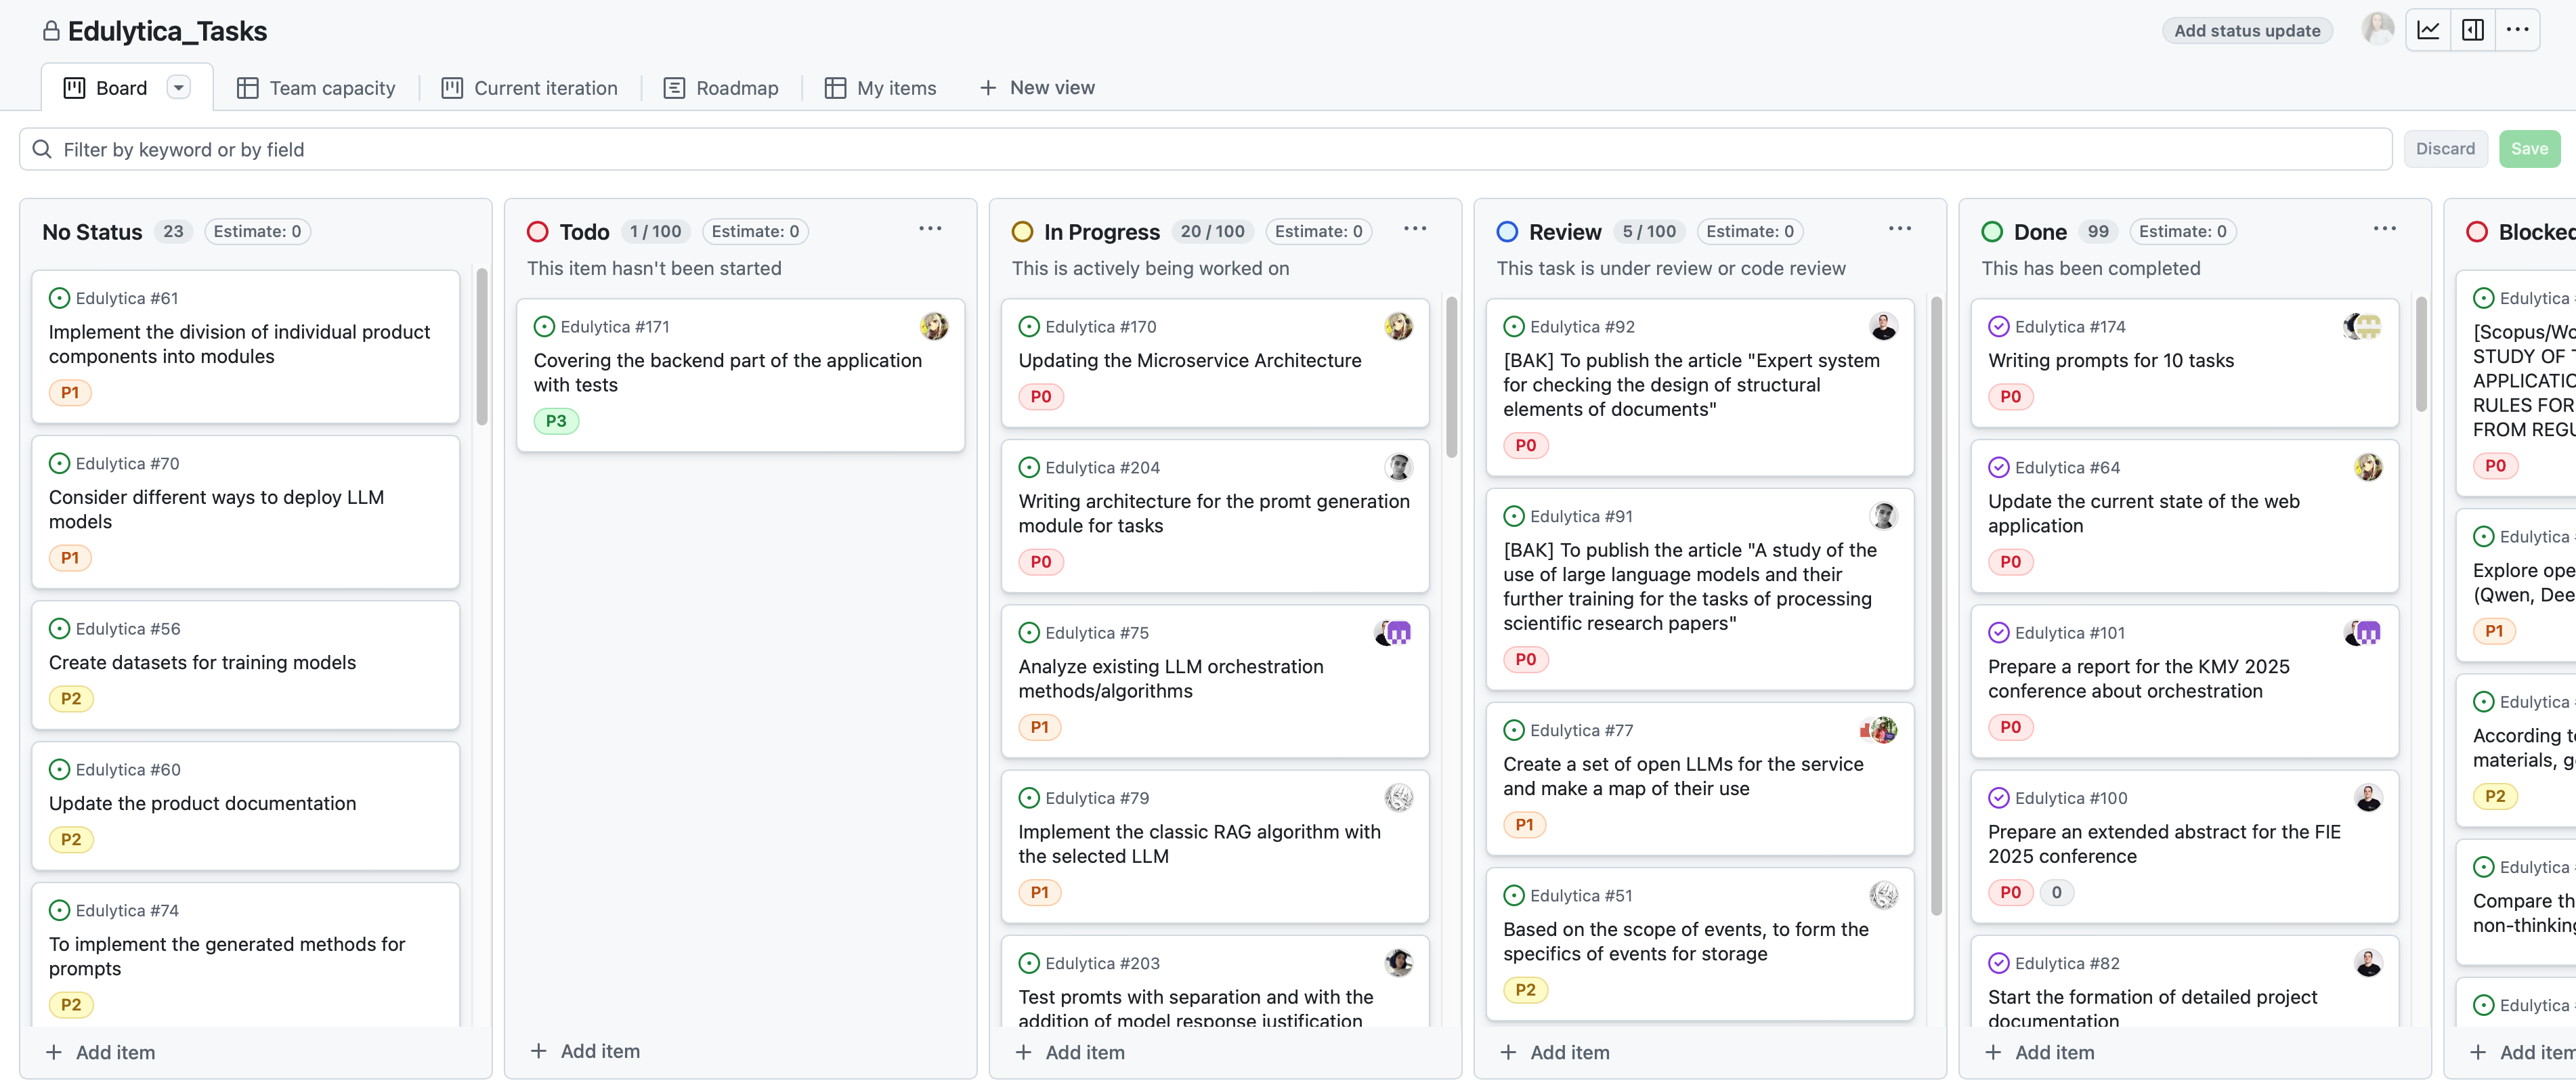 Edulytica_Tasks
Add status update
Board
Team capacity
Current iteration
Roadmap
My items
New view
Filter by keyword or by field
Discard
Save
No Status 23 Estimate: 0
Edulytica #61
Implement the division of individual product
components into modules
P1
Edulytica #70
Consider different ways to deploy LLM
models
P1
Edulytica #56
Create datasets for training models
P2
Edulytica #60
Update the product documentation
P2
Edulytica #74
To implement the generated methods for
prompts
P2
Add item
Todo 1 / 100 Estimate: 0
This item hasn't been started
Edulytica #171
Covering the backend part of the application
with tests
P3
Add item
In Progress 20 / 100 Estimate: 0
This is actively being worked on
Edulytica #170
Updating the Microservice Architecture
P0
Edulytica #204
Writing architecture for the promt generation
module for tasks
P0
Edulytica #75
Analyze existing LLM orchestration
methods/algorithms
P1
Edulytica #79
Implement the classic RAG algorithm with
the selected LLM
P1
Edulytica #203
Test promts with separation and with the
addition of model response justification
Add item
Review 5 / 100 Estimate: 0
This task is under review or code review
Edulytica #92
[BAK] To publish the article "Expert system
for checking the design of structural
elements of documents"
P0
Edulytica #91
[BAK] To publish the article "A study of the
use of large language models and their
further training for the tasks of processing
scientific research papers"
P0
Edulytica #77
Create a set of open LLMs for the service
and make a map of their use
P1
Edulytica #51
Based on the scope of events, to form the
specifics of events for storage
P2
Add item
Done 99 Estimate: 0
This has been completed
Edulytica #174
Writing prompts for 10 tasks
P0
Edulytica #64
Update the current state of the web
application
P0
Edulytica #101
Prepare a report for the КМУ 2025
conference about orchestration
P0
Edulytica #100
Prepare an extended abstract for the FIE
2025 conference
P0 0
Edulytica #82
Start the formation of detailed project
documentation
Add item
Blocked
Edulytica
[Scopus/Wo
STUDY OF
APPLICATIO
RULES FOR
FROM REGU
P0
Edulytica
Explore ope
(Qwen, Dee
P1
Edulytica
According t
materials, g
P2
Edulytica
Compare th
non-thinking
Edulytica
Add item